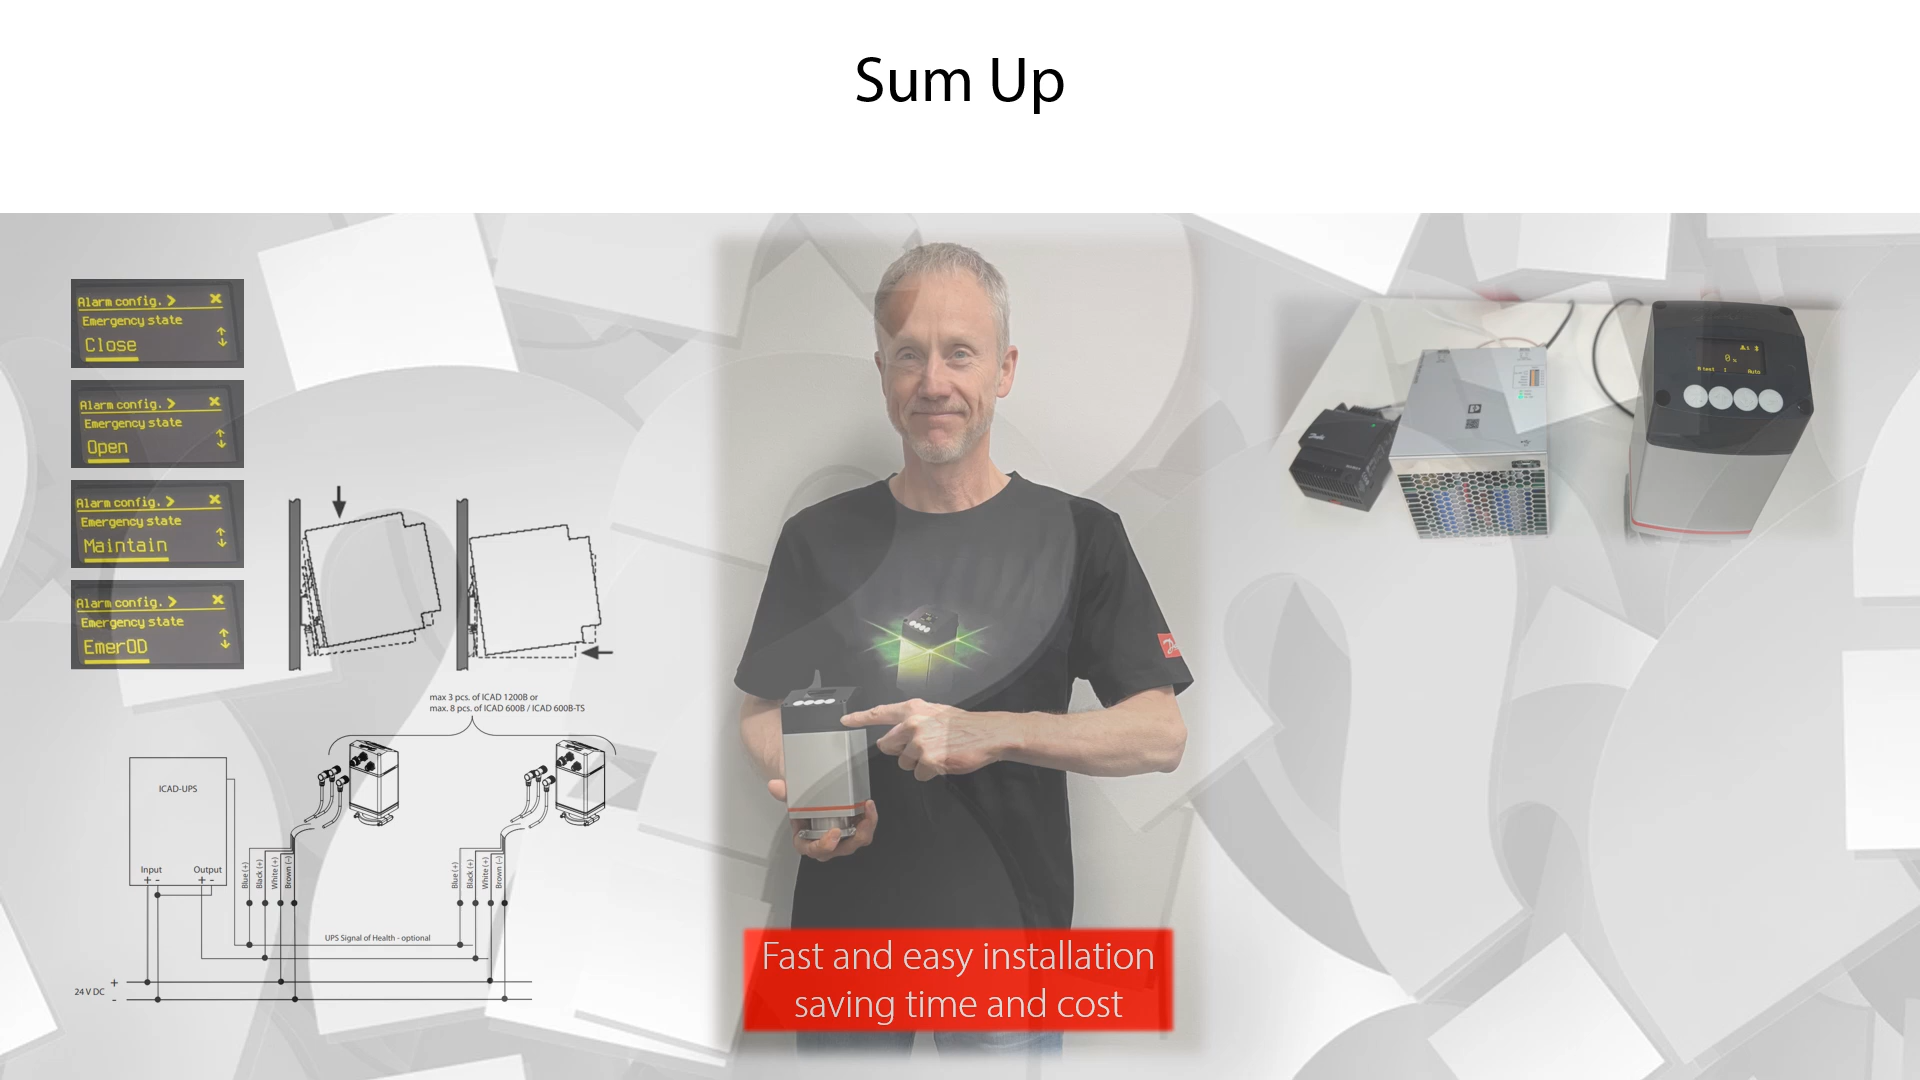 Sum Up
Alarm config. >
Emergency state
Close
Alarm config. >
Emergency state
Open
Alarm config. >
Emergency state
Maintain
Alarm config. >
Emergency state
EmerOD
max 3 pcs. of ICAD 1200B or
max. 8 pcs. of ICAD 600B / ICAD 600B-TS
ICAD-UPS
Input
Output
+ -
+ -
Blue (+)
Black (+)
White (+)
Brown (-)
Blue (+)
Black (+)
White (+)
Brown (-)
UPS Signal of Health - optional
24 V DC
+
-
0 %
Auto
Fast and easy installation
saving time and cost